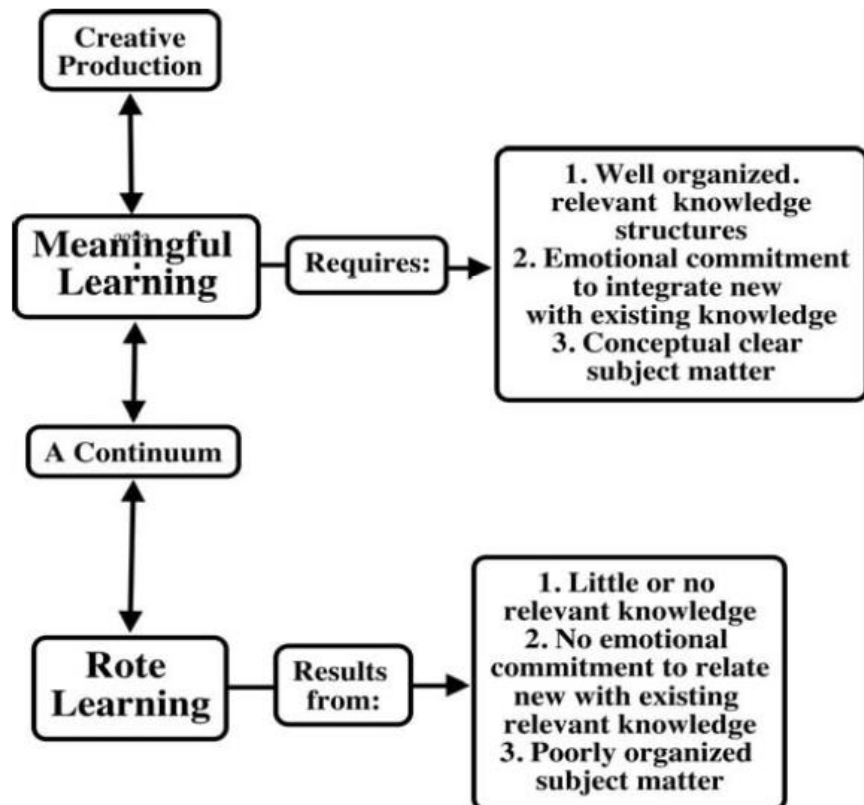 Creative
Production
Meaningful
Learning
Requires:
1. Well organized.
relevant knowledge
structures
2. Emotional commitment
to integrate new
with existing knowledge
3. Conceptual clear
subject matter
A Continuum
Rote
Learning
Results
from:
1. Little or no
relevant knowledge
2. No emotional
commitment to relate
new with existing
relevant knowledge
3. Poorly organized
subject matter